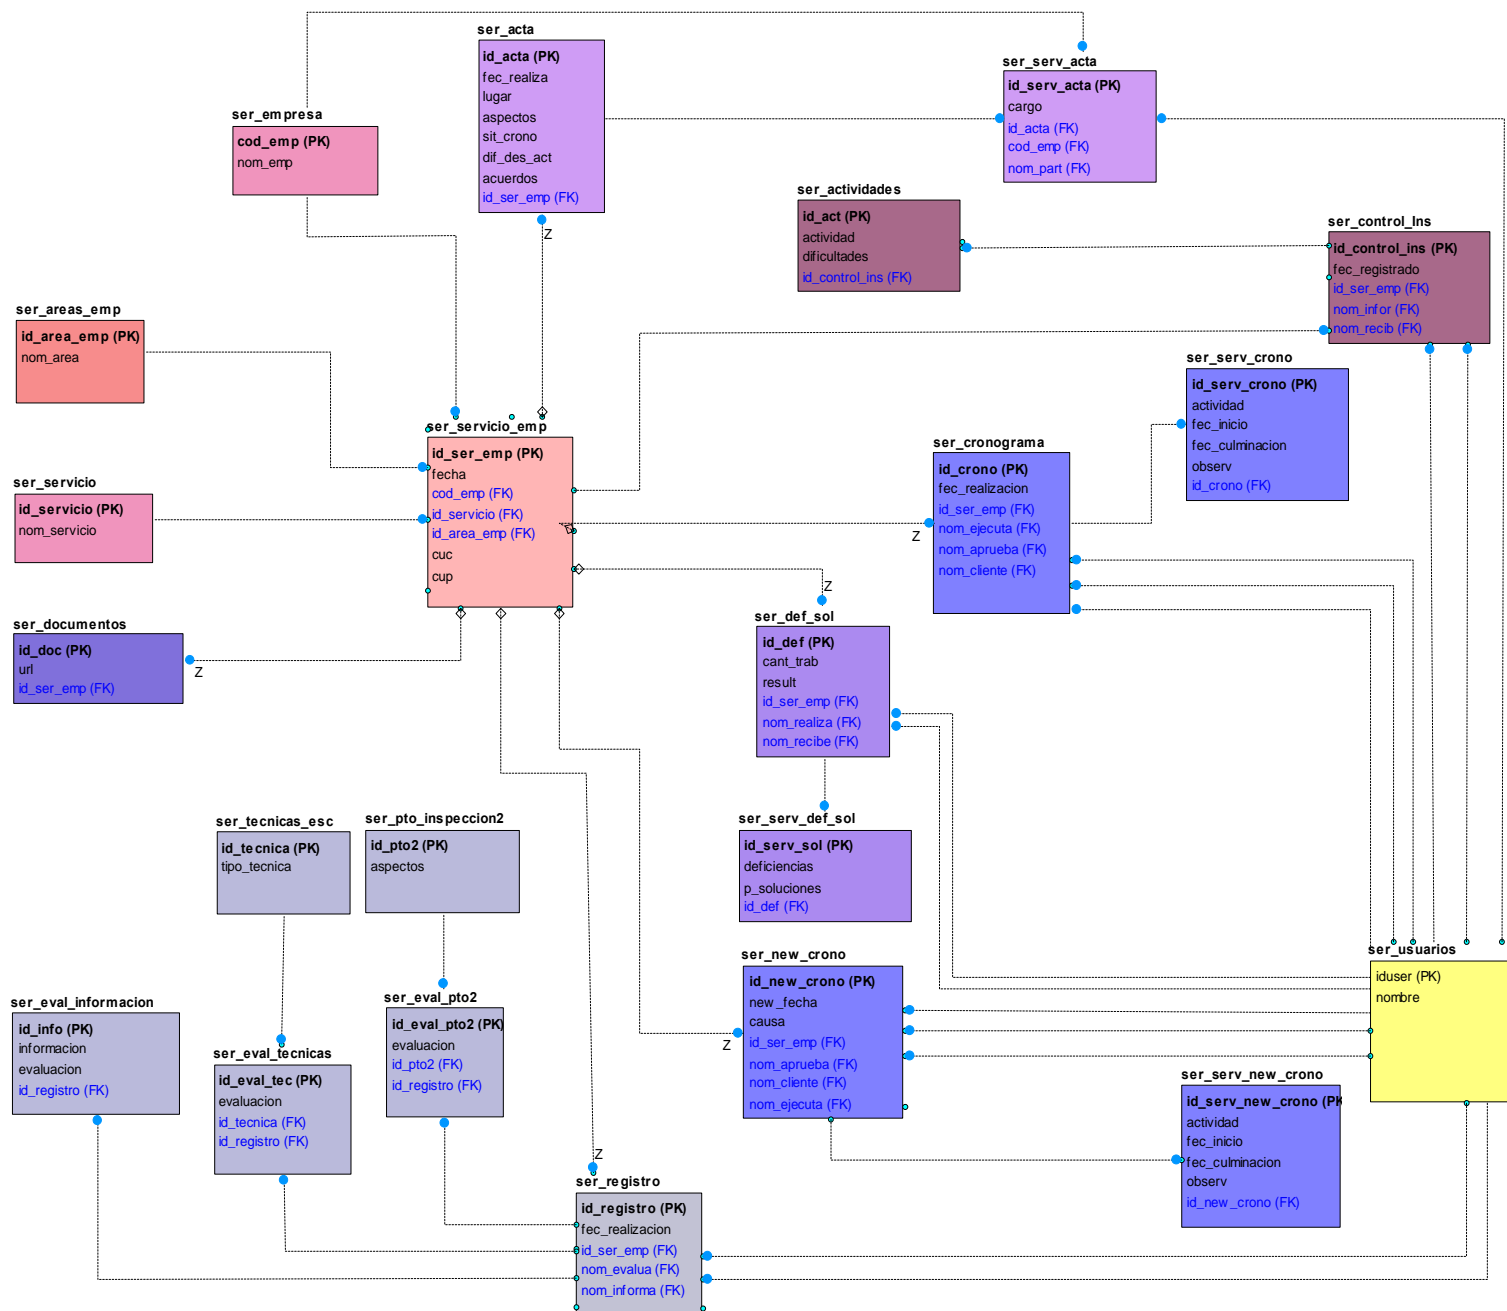 ser_acta
id_acta (PK)
fec_realiza
lugar
aspectos
sit_crono
dif_des_act
acuerdos
id_ser_emp (FK)
Z
ser_serv_acta
id_serv_acta (PK)
cargo
id_acta (FK)
cod_emp (FK)
nom_part (FK)
ser_empresa
cod_emp (PK)
nom_emp
ser_actividades
id_act (PK)
actividad
dificultades
id_control_ins (FK)
ser_control_Ins
id_control_ins (PK)
fec_registrado
id_ser_emp (FK)
nom_infor (FK)
nom_recib (FK)
ser_areas_emp
id_area_emp (PK)
nom_area
ser_serv_crono
id_serv_crono (PK)
actividad
fec_inicio
fec_culminacion
observ
id_crono (FK)
ser_servicio_emp
id_ser_emp (PK)
fecha
cod_emp (FK)
id_servicio (FK)
id_area_emp (FK)
cuc
cup
ser_cronograma
id_crono (PK)
fec_realizacion
id_ser_emp (FK)
nom_ejecuta (FK)
nom_aprueba (FK)
nom_cliente (FK)
Z
ser_servicio
id_servicio (PK)
nom_servicio
ser_documentos
id_doc (PK)
url
id_ser_emp (FK)
Z
Z
ser_def_sol
id_def (PK)
cant_trab
result
id_ser_emp (FK)
nom_realiza (FK)
nom_recibe (FK)
ser_serv_def_sol
id_serv_sol (PK)
deficiencias
p_soluciones
id_def (FK)
ser_tecnicas_esc
id_tecnica (PK)
tipo_tecnica
ser_pto_inspeccion2
id_pto2 (PK)
aspectos
ser_new_crono
id_new_crono (PK)
new_fecha
causa
id_ser_emp (FK)
nom_aprueba (FK)
nom_cliente (FK)
nom_ejecuta (FK)
Z
ser_usuarios
iduser (PK)
nombre
ser_eval_informacion
id_info (PK)
informacion
evaluacion
id_registro (FK)
ser_eval_tecnicas
id_eval_tec (PK)
evaluacion
id_tecnica (FK)
id_registro (FK)
ser_eval_pto2
id_eval_pto2 (PK)
evaluacion
id_pto2 (FK)
id_registro (FK)
ser_serv_new_crono
id_serv_new_crono (PK
actividad
fec_inicio
fec_culminacion
observ
id_new_crono (FK)
Z
ser_registro
id_registro (PK)
fec_realizacion
id_ser_emp (FK)
nom_evalua (FK)
nom_informa (FK)